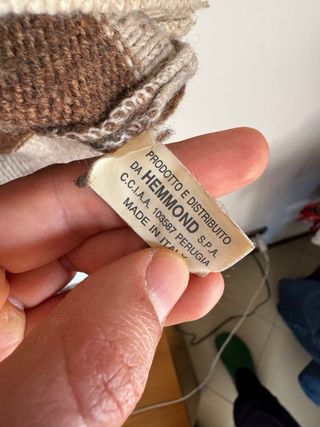 PRODOTTO E DISTRIBUITO
DA HEMMOND S.P.A.
C.C.I.A.A. 103587 PERUGIA
MADE IN ITALY